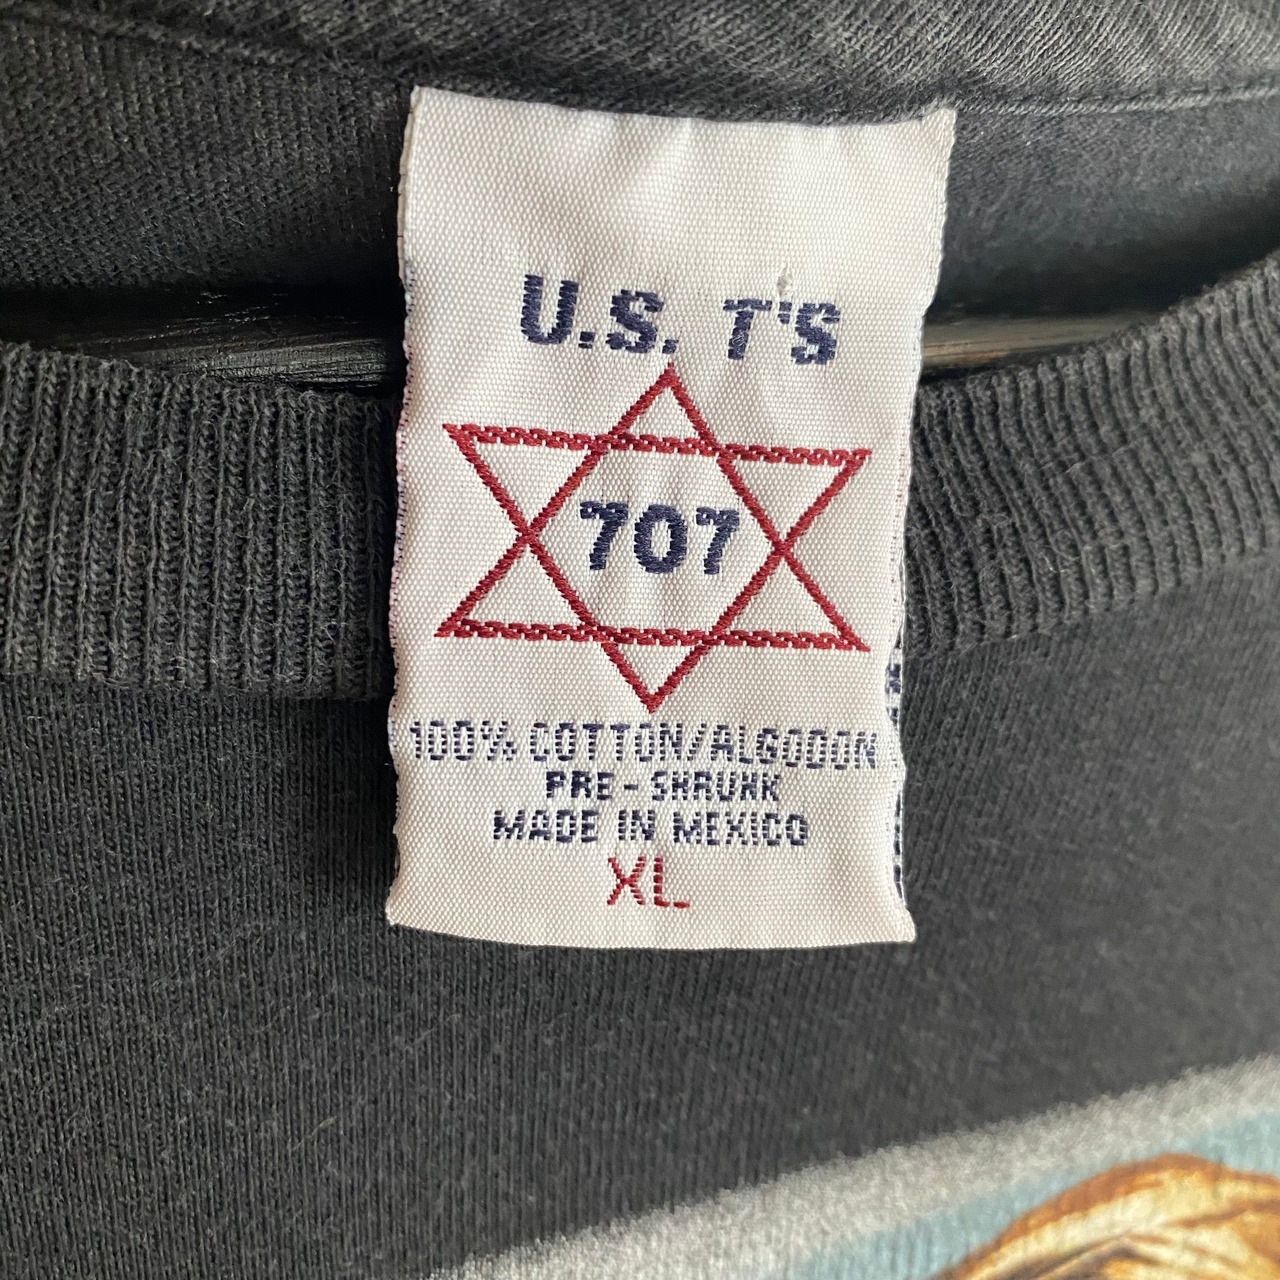 U.S. T'S
707
100% COTTON/ALGODON
PRE - SHRUNK
MADE IN MEXICO
XL